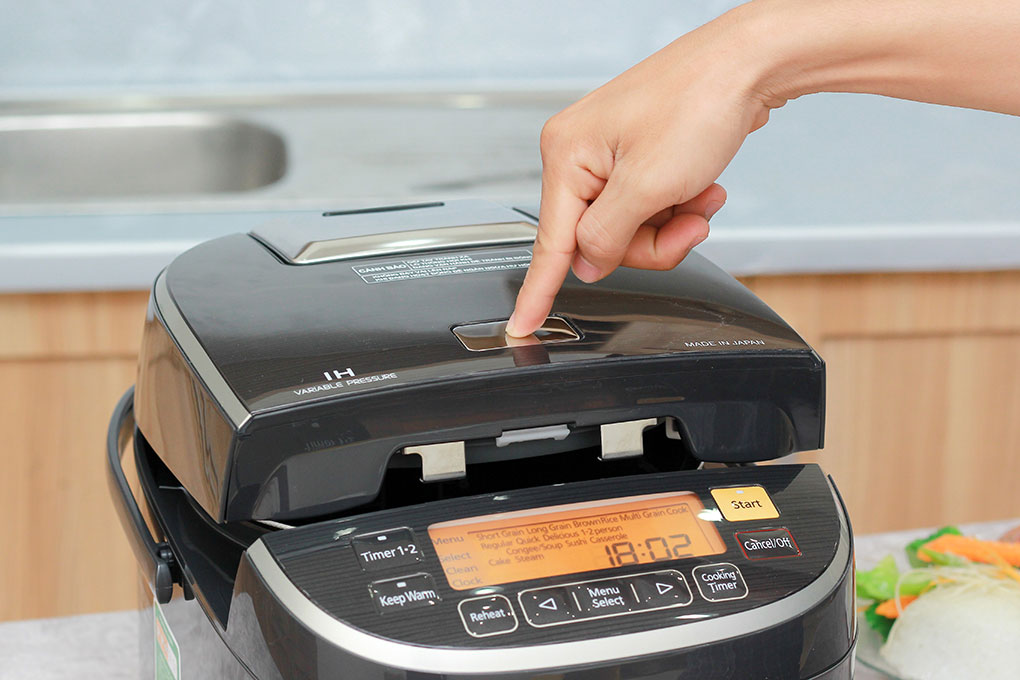 CẢNH BÁO
MADE IN JAPAN
IH
VARIABLE PRESSURE
Menu
Select
Clean
Clock
Short Grain Long Grain Brown Rice Multi Grain Cook
Regular Quick Delicious 1-2 person
Congee/Soup Sushi Casserole
Cake Steam
18:02
Start
Cancel/Off
Timer 1·2
Keep Warm
Reheat
Menu
Select
Cooking
Timer